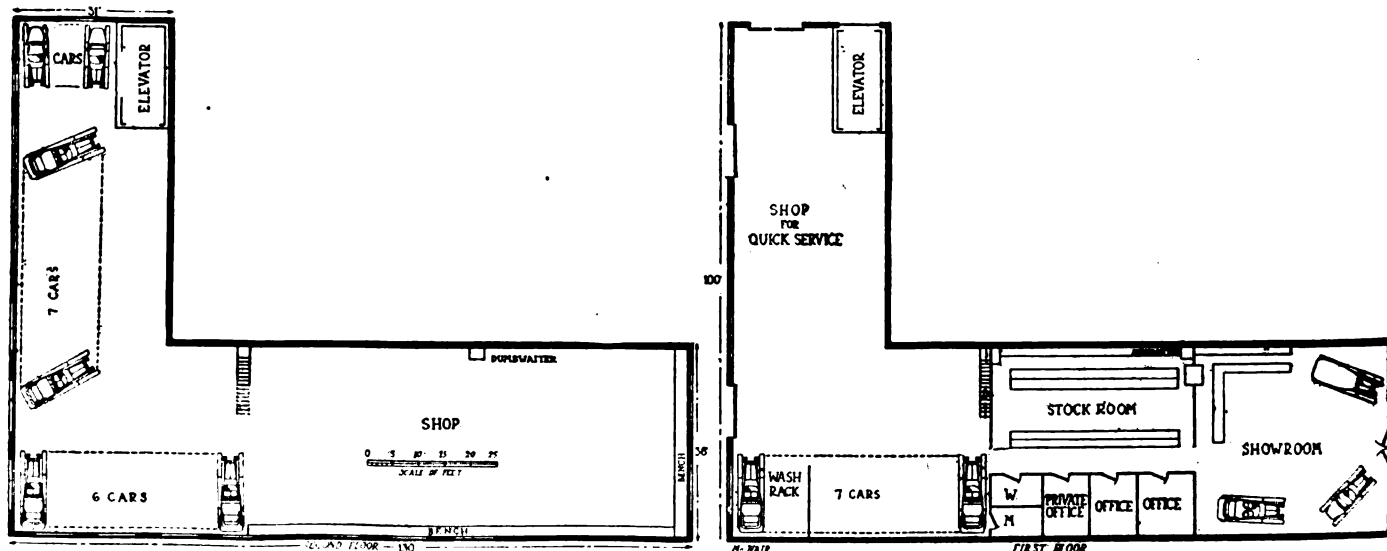 31'
CARS
ELEVATOR
7 CARS
DUMBWAITER
SHOP
0 5 10 15 20 25
SCALE OF FEET
6 CARS
BENCH
BENCH
38'
SECOND FLOOR — 130'
ELEVATOR
SHOP
FOR
QUICK SERVICE
100'
STOCK ROOM
SHOWROOM
WASH
RACK
7 CARS
W.
M.
PRIVATE
OFFICE
OFFICE
OFFICE
FIRST FLOOR